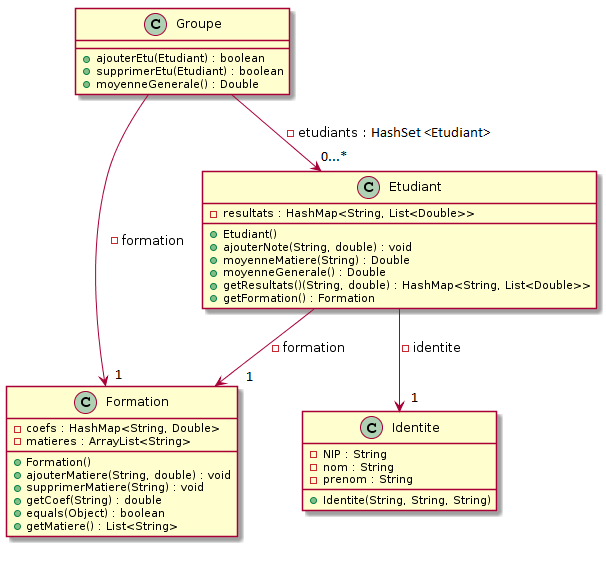 C Groupe
ajouterEtu(Etudiant) : boolean
supprimerEtu(Etudiant) : boolean
moyenneGenerale() : Double
etudiants : HashSet <Etudiant>
0...*
C Etudiant
resultats : HashMap<String, List<Double>>
Etudiant()
ajouterNote(String, double) : void
moyenneMatiere(String) : Double
moyenneGenerale() : Double
getResultats()(String, double) : HashMap<String, List<Double>>
getFormation() : Formation
formation
formation
identite
1
1
1
C Formation
coefs : HashMap<String, Double>
matieres : ArrayList<String>
Formation()
ajouterMatiere(String, double) : void
supprimerMatiere(String) : void
getCoef(String) : double
equals(Object) : boolean
getMatiere() : List<String>
C Identite
NIP : String
nom : String
prenom : String
Identite(String, String, String)